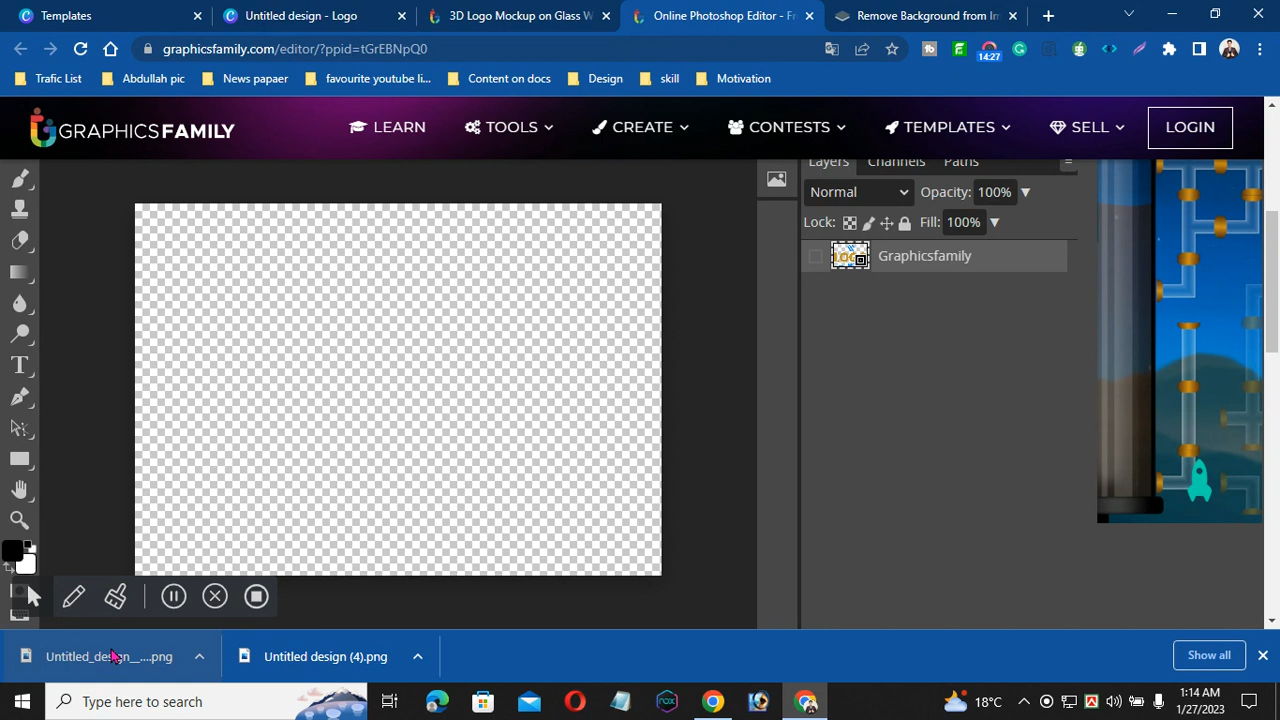 Templates
Untitled design - Logo
3D Logo Mockup on Glass W
Online Photoshop Editor - Fr
Remove Background from Im
graphicsfamily.com/editor/?ppid=tGrEBNpQ0
14:27
Trafic List
Abdullah pic
News papaer
favourite youtube li...
Content on docs
Design
skill
Motivation
GRAPHICSFAMILY
LEARN
TOOLS
CREATE
CONTESTS
TEMPLATES
SELL
LOGIN
Layers
Channels
Paths
Normal
Opacity: 100%
Lock:
Fill: 100%
Graphicsfamily
Untitled_design__....png
Untitled design (4).png
Show all
Type here to search
18°C
1:14 AM
1/27/2023